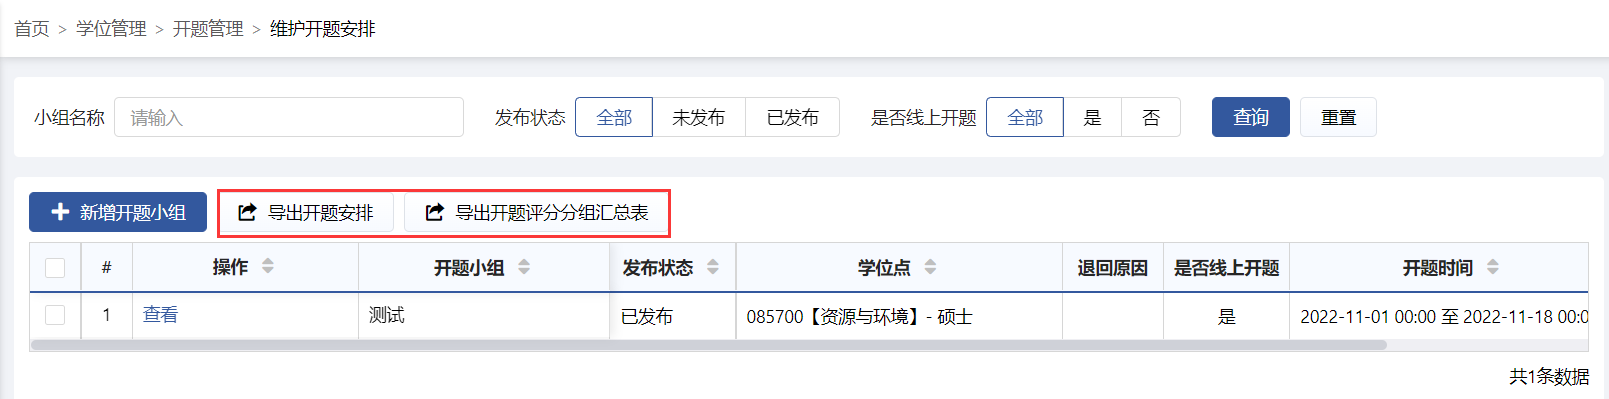 首页 > 学位管理 > 开题管理 > 维护开题安排
小组名称 请输入 发布状态 全部 未发布 已发布 是否线上开题 全部 是 否 查询 重置
新增开题小组 导出开题安排 导出开题评分分组汇总表
# 操作 开题小组 发布状态 学位点 退回原因 是否线上开题 开题时间
1 查看 测试 已发布 085700【资源与环境】- 硕士 是 2022-11-01 00:00 至 2022-11-18 00:0
共1条数据